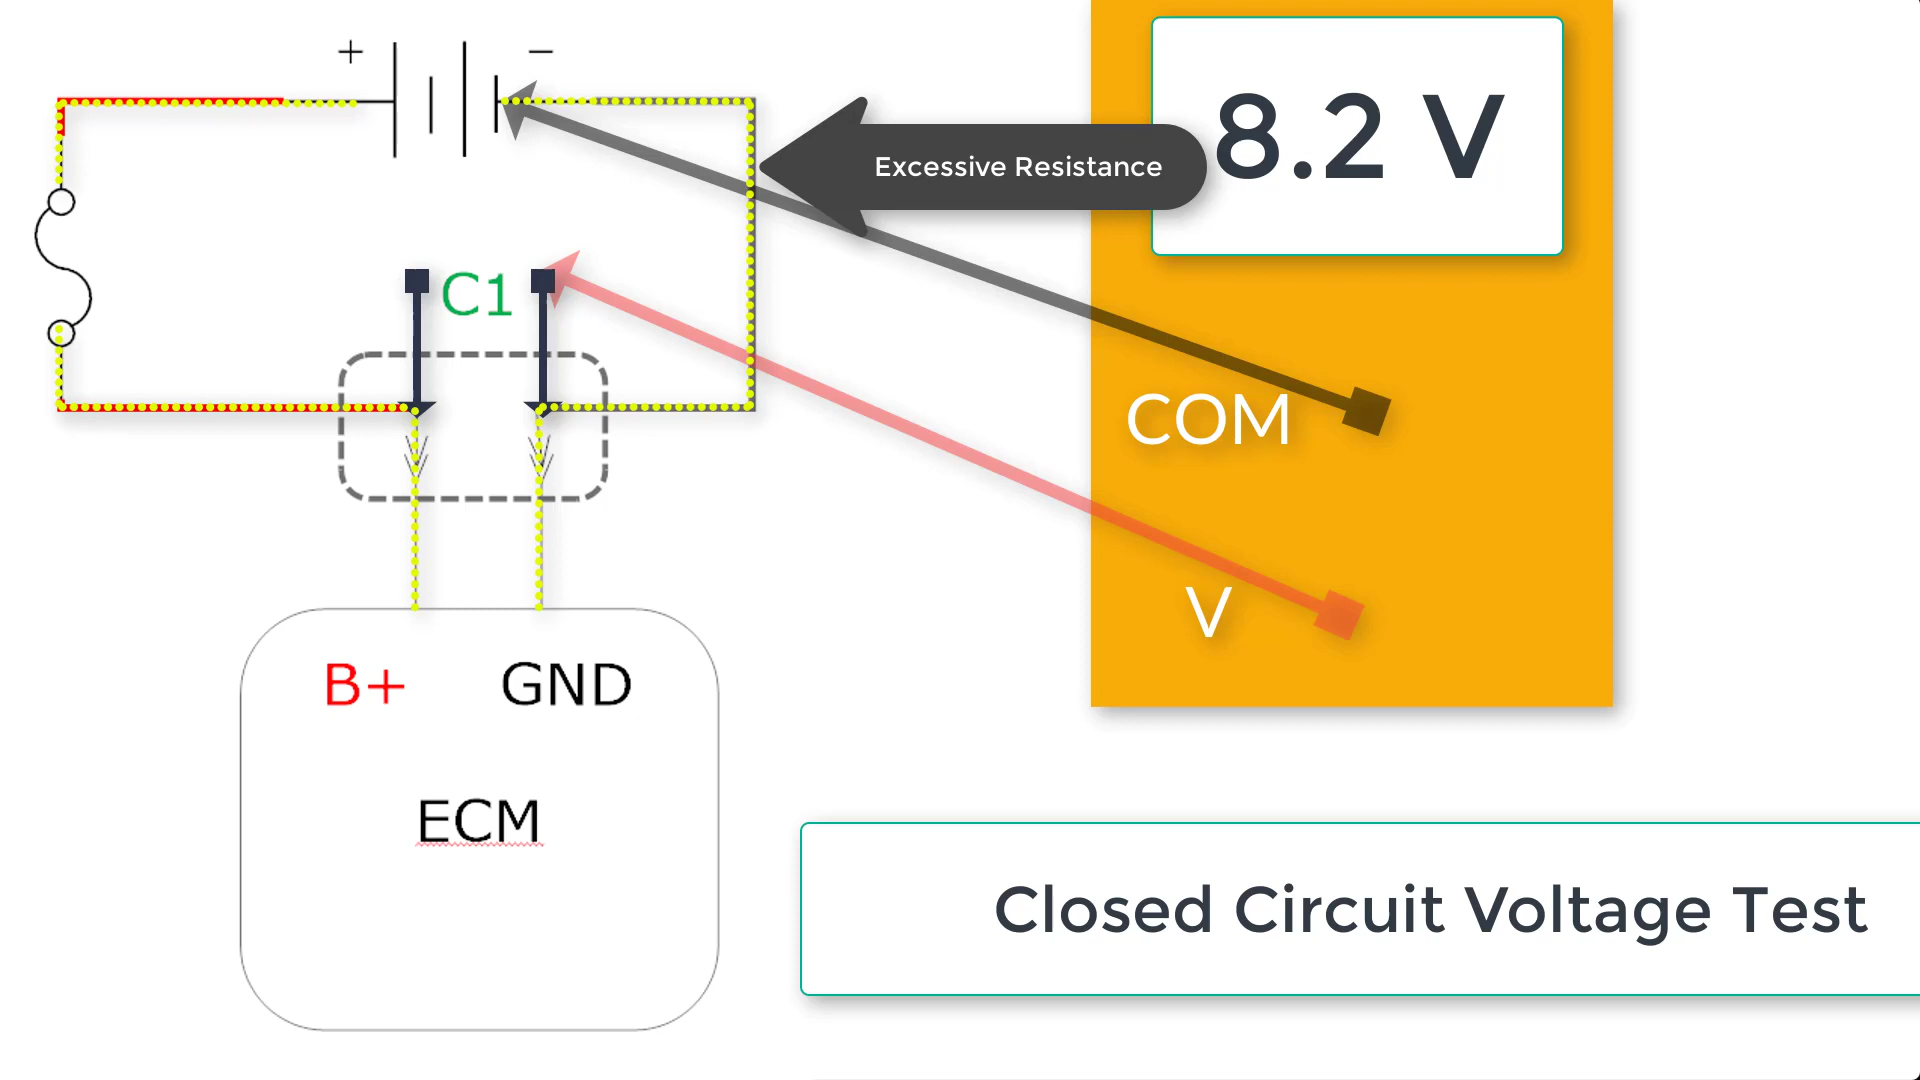 + −
8.2 V
Excessive Resistance
C1
COM
V
B+ GND
ECM
Closed Circuit Voltage Test